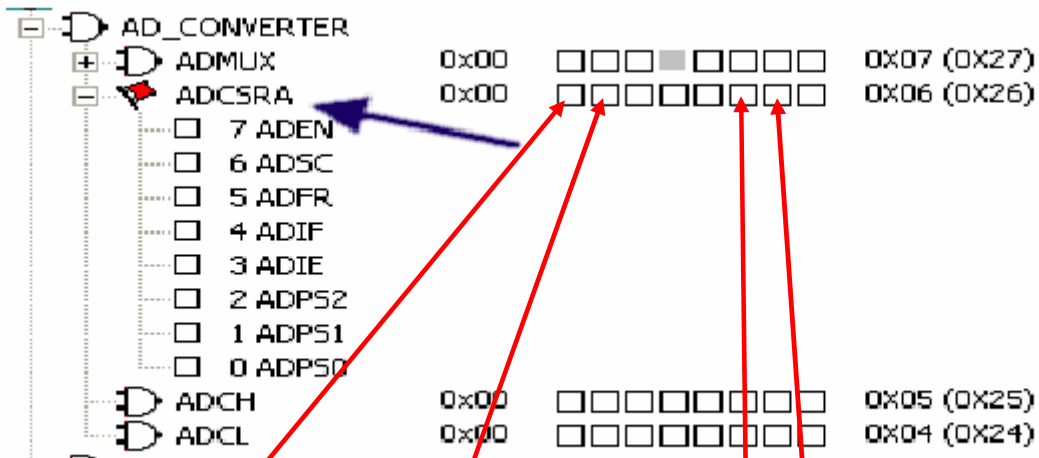 AD_CONVERTER
ADMUX 0x00 0X07 (0X27)
ADCSRA 0x00 0X06 (0X26)
7 ADEN
6 ADSC
5 ADFR
4 ADIF
3 ADIE
2 ADPS2
1 ADPS1
0 ADPS0
ADCH 0x00 0X05 (0X25)
ADCL 0x00 0X04 (0X24)